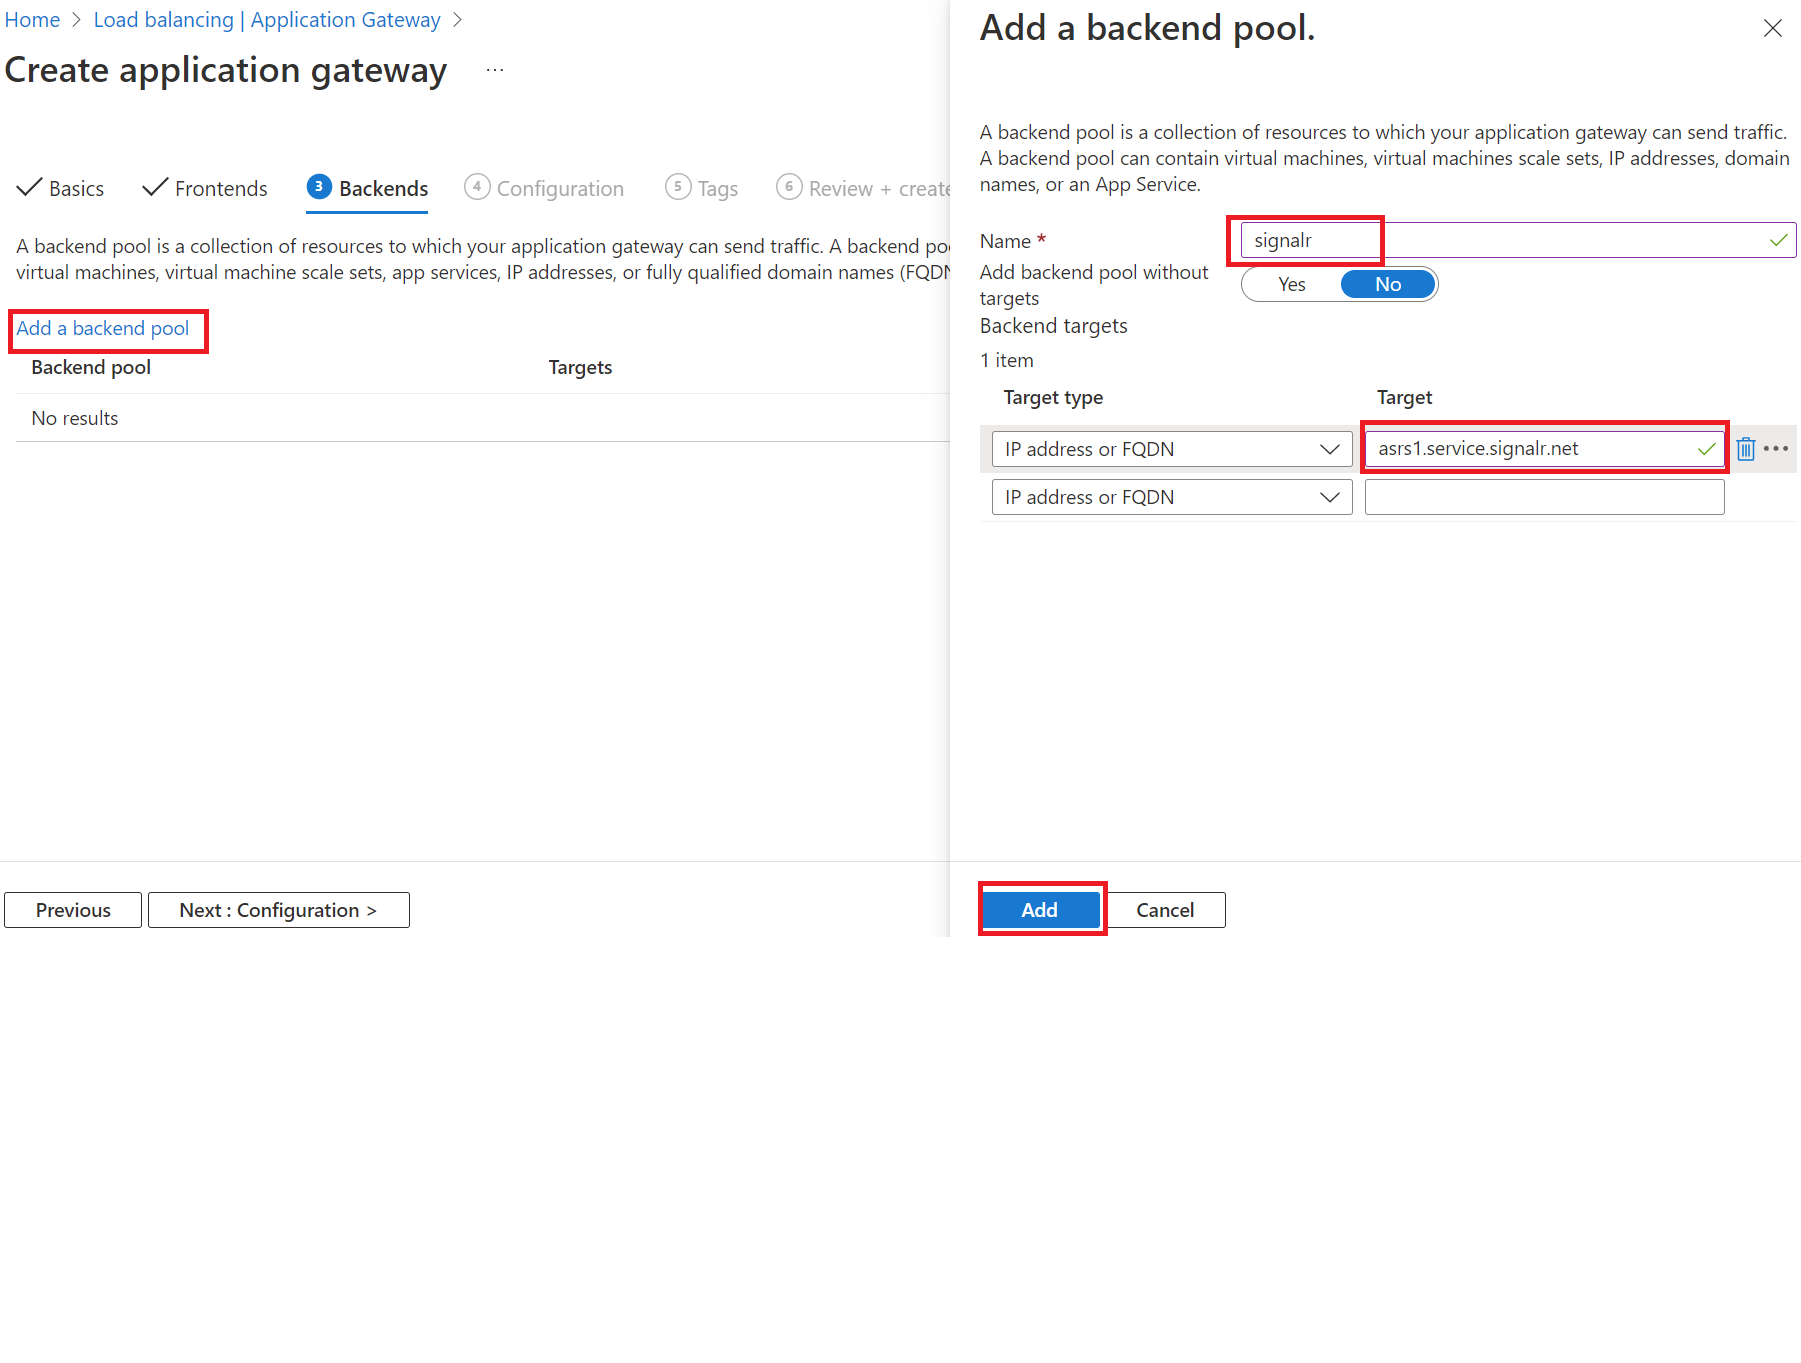 Home > Load balancing | Application Gateway >
Create application gateway ...
Basics Frontends 3 Backends 4 Configuration 5 Tags 6 Review + create
A backend pool is a collection of resources to which your application gateway can send traffic. A backend
virtual machines, virtual machine scale sets, app services, IP addresses, or fully qualified domain names (FQDN
Add a backend pool
Backend pool Targets
No results
Previous Next : Configuration >
Add a backend pool.
A backend pool is a collection of resources to which your application gateway can send traffic.
A backend pool can contain virtual machines, virtual machines scale sets, IP addresses, domain
names, or an App Service.
Name * signalr
Add backend pool without
targets
Yes No
Backend targets
1 item
Target type Target
IP address or FQDN asrs1.service.signalr.net
IP address or FQDN
Add Cancel